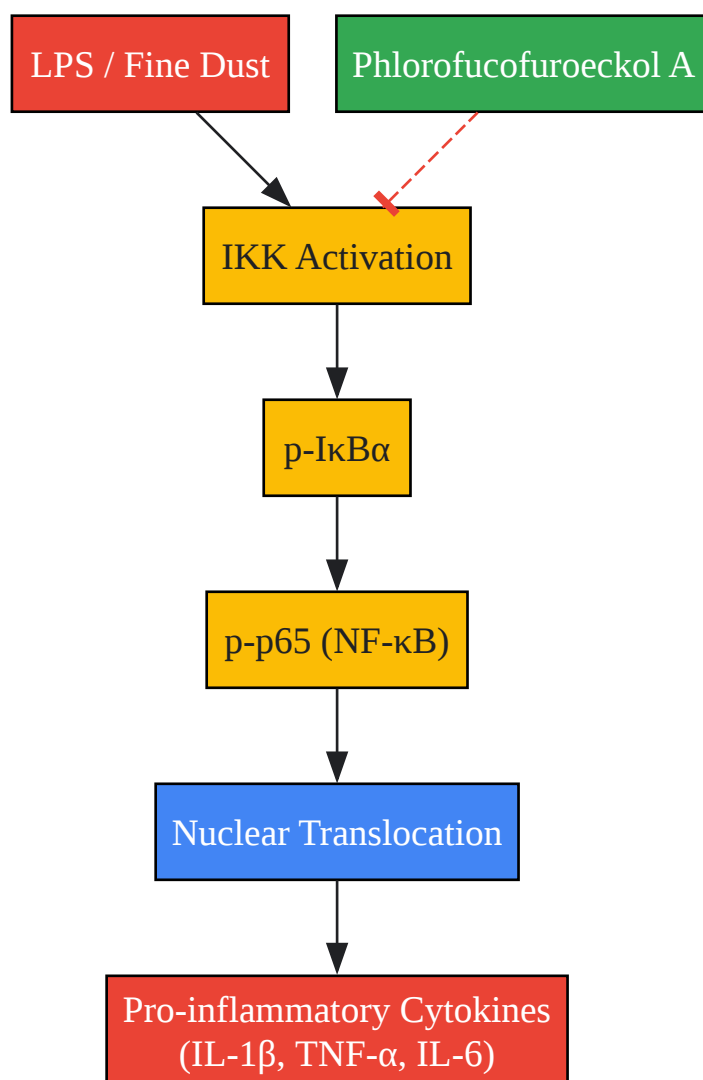 LPS / Fine Dust
Phlorofucofuroeckol A
IKK Activation
p-IκBα
p-p65 (NF-κB)
Nuclear Translocation
Pro-inflammatory Cytokines
(IL-1β, TNF-α, IL-6)